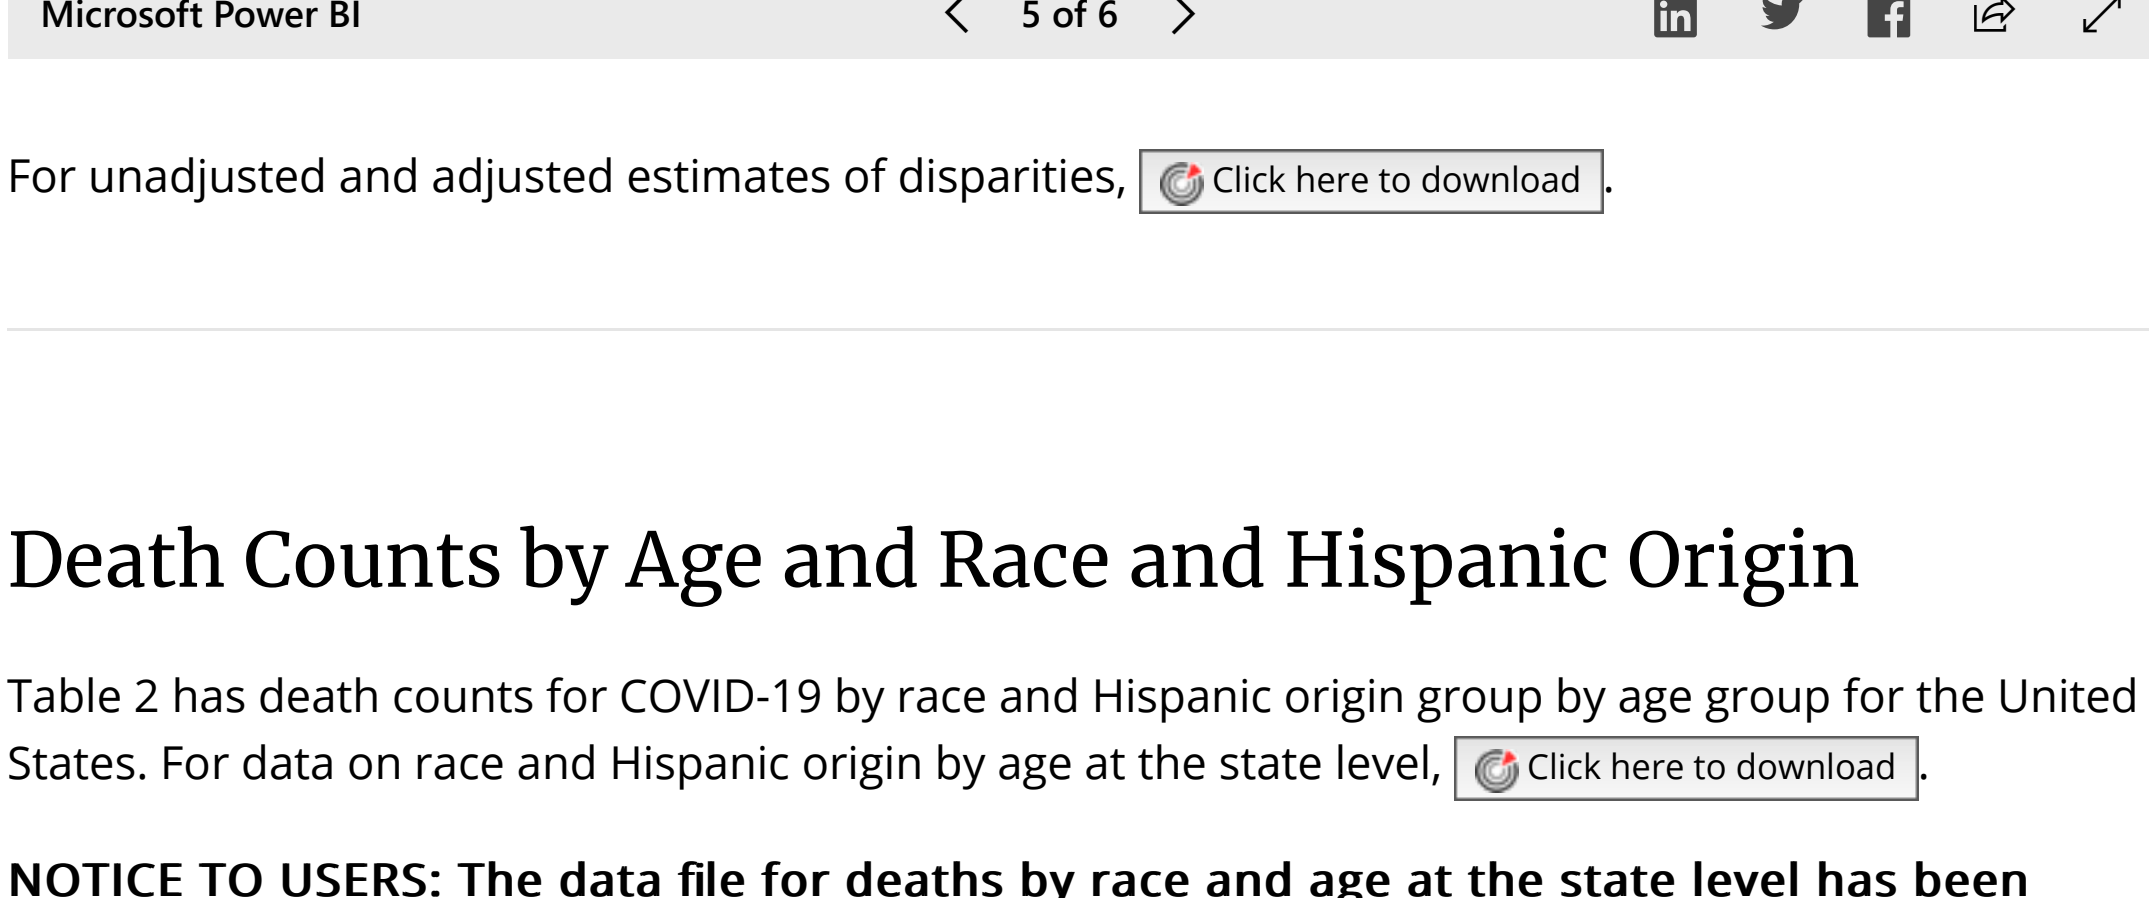 Microsoft Power BI 5 of 6
For unadjusted and adjusted estimates of disparities, Click here to download.
Death Counts by Age and Race and Hispanic Origin
Table 2 has death counts for COVID-19 by race and Hispanic origin group by age group for the United
States. For data on race and Hispanic origin by age at the state level, Click here to download.
NOTICE TO USERS: The data file for deaths by race and age at the state level has been